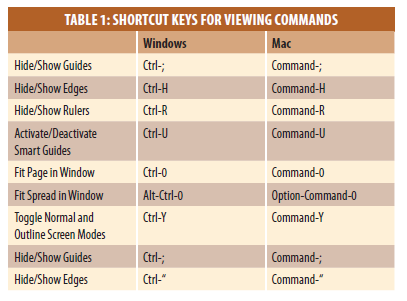 TABLE 1: SHORTCUT KEYS FOR VIEWING COMMANDS
Windows Mac
Hide/Show Guides Ctrl-; Command-;
Hide/Show Edges Ctrl-H Command-H
Hide/Show Rulers Ctrl-R Command-R
Activate/Deactivate Ctrl-U Command-U
Smart Guides
Fit Page in Window Ctrl-0 Command-0
Fit Spread in Window Alt-Ctrl-0 Option-Command-0
Toggle Normal and Ctrl-Y Command-Y
Outline Screen Modes
Hide/Show Guides Ctrl-; Command-;
Hide/Show Edges Ctrl-“ Command-“